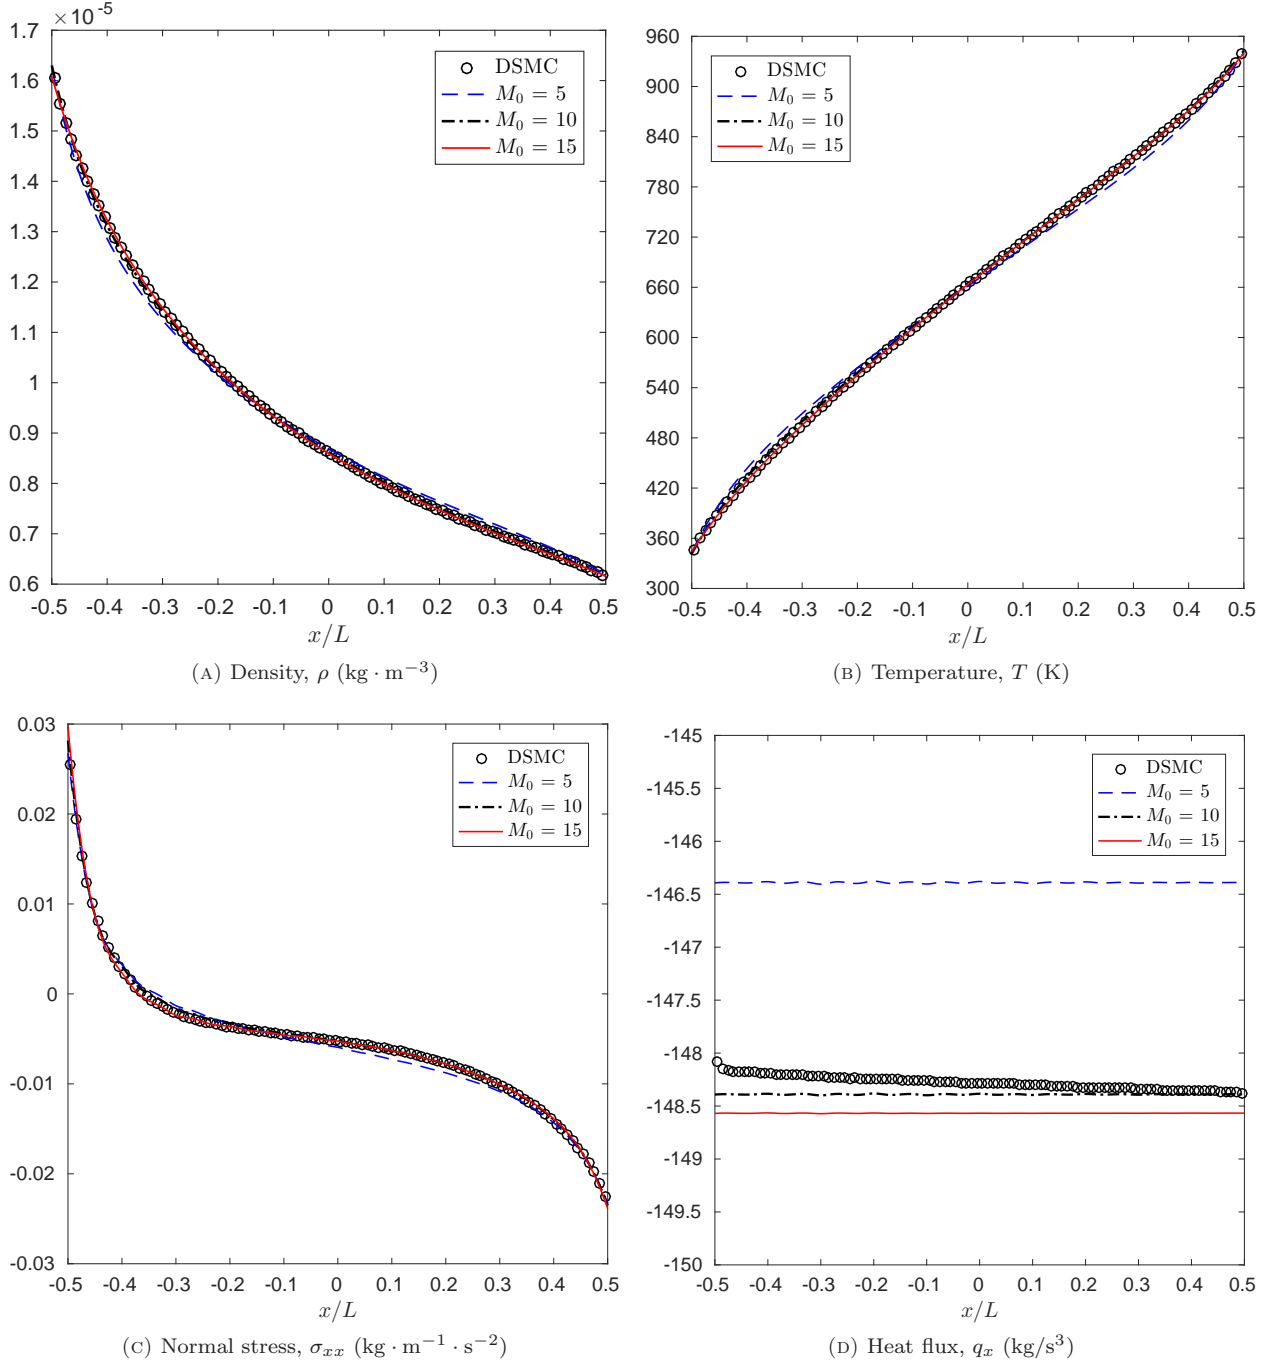 ×10-5
1.7
1.6
1.5
1.4
1.3
1.2
1.1
1
0.9
0.8
0.7
0.6
-0.5 -0.4 -0.3 -0.2 -0.1 0 0.1 0.2 0.3 0.4 0.5
x/L
DSMC
M0 = 5
M0 = 10
M0 = 15
(A) Density, ρ (kg · m−3)
960
900
840
780
720
660
600
540
480
420
360
300
-0.5 -0.4 -0.3 -0.2 -0.1 0 0.1 0.2 0.3 0.4 0.5
x/L
DSMC
M0 = 5
M0 = 10
M0 = 15
(B) Temperature, T (K)
0.03
0.02
0.01
0
-0.01
-0.02
-0.03
-0.5 -0.4 -0.3 -0.2 -0.1 0 0.1 0.2 0.3 0.4 0.5
x/L
DSMC
M0 = 5
M0 = 10
M0 = 15
(C) Normal stress, σxx (kg · m−1 · s−2)
-145
-145.5
-146
-146.5
-147
-147.5
-148
-148.5
-149
-149.5
-150
-0.5 -0.4 -0.3 -0.2 -0.1 0 0.1 0.2 0.3 0.4 0.5
x/L
DSMC
M0 = 5
M0 = 10
M0 = 15
(D) Heat flux, qx (kg/s3)